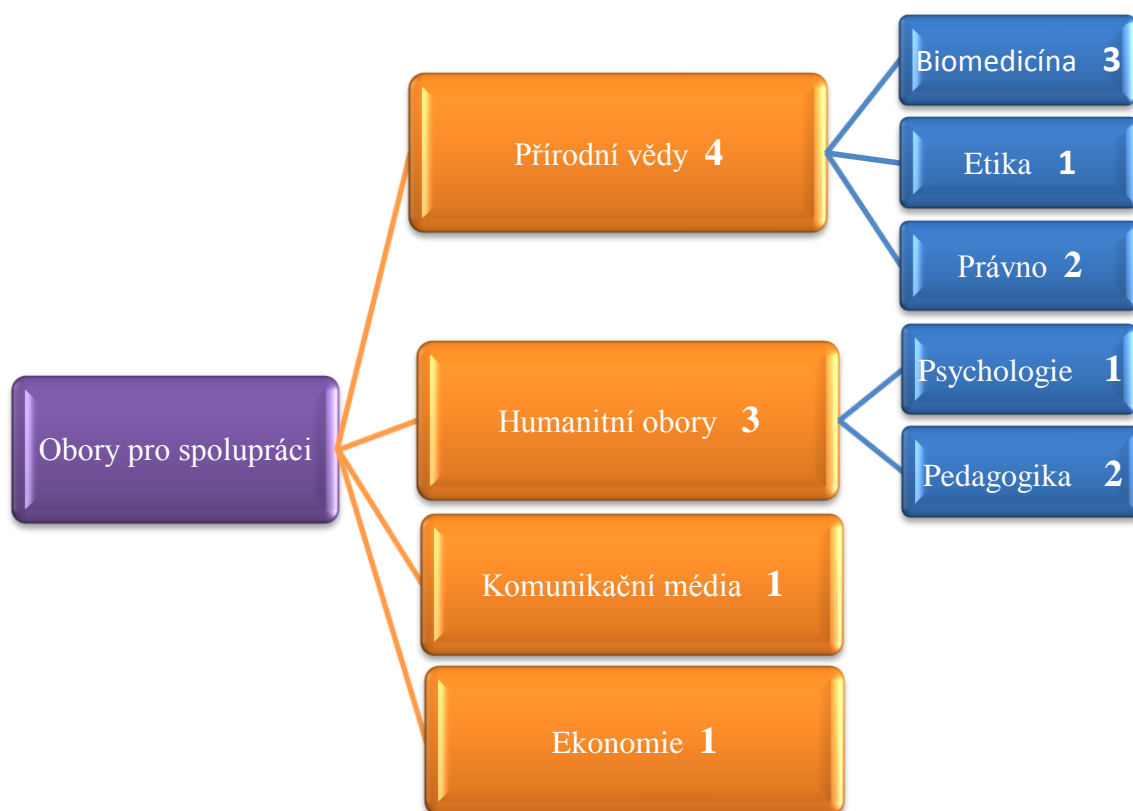 Obory pro spolupráci
Přírodní vědy 4
Biomedicína 3
Etika 1
Právno 2
Humanitní obory 3
Psychologie 1
Pedagogika 2
Komunikační média 1
Ekonomie 1